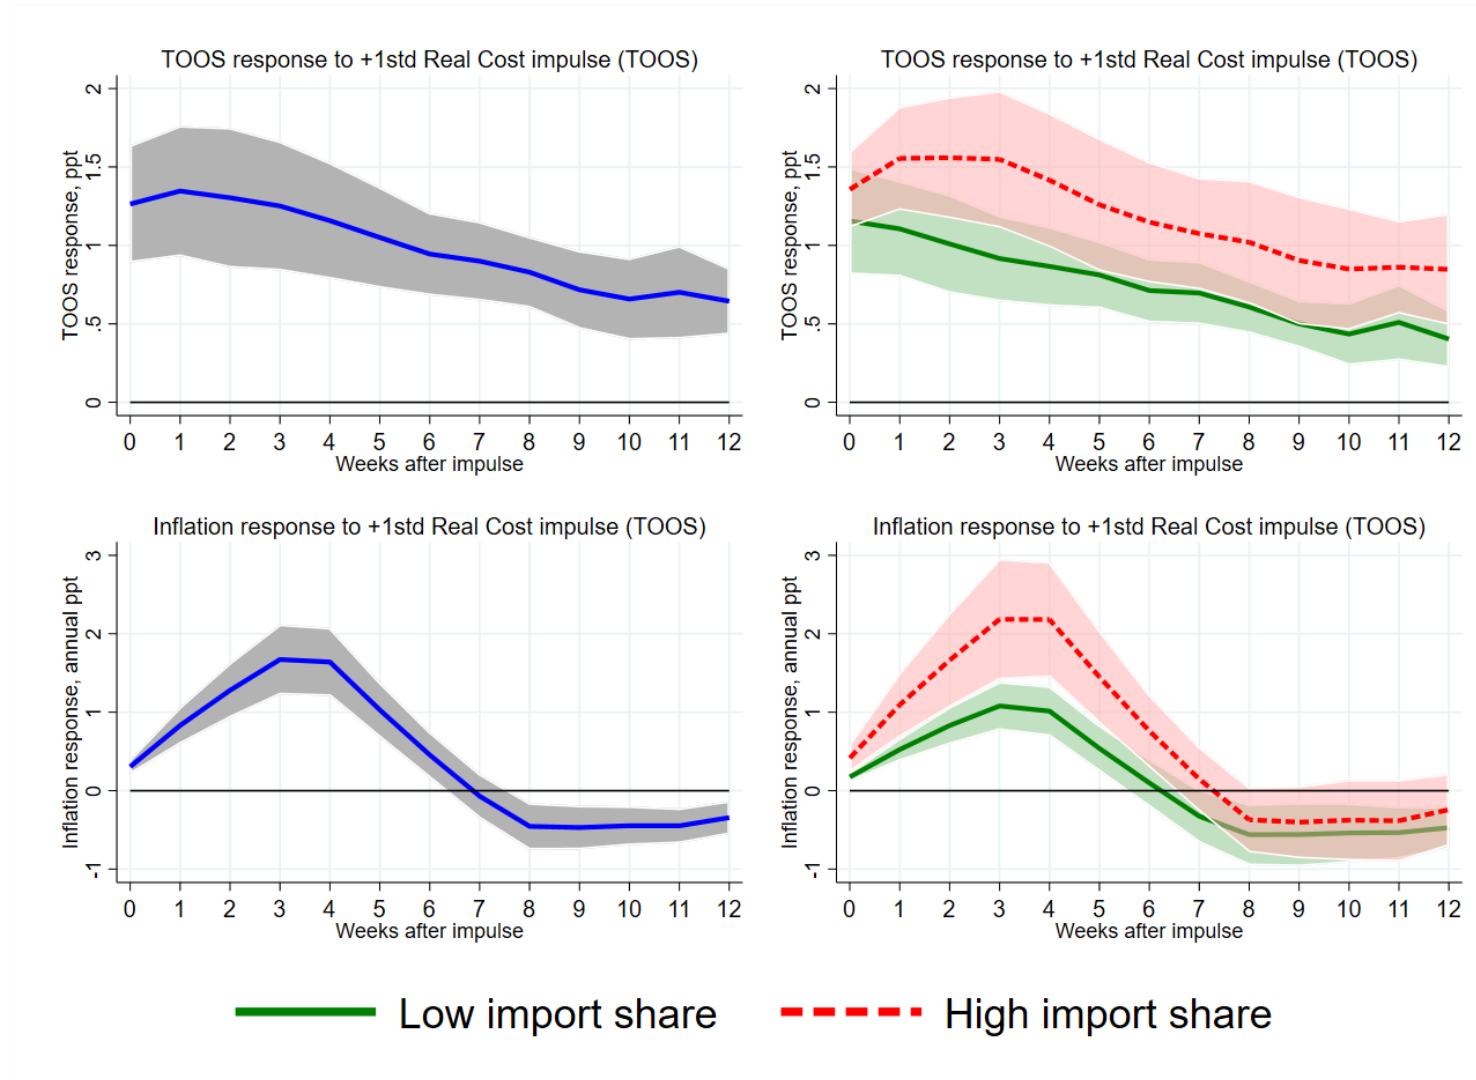 TOOS response to +1std Real Cost impulse (TOOS)
TOOS response, ppt
2
1.5
1
.5
0
0 1 2 3 4 5 6 7 8 9 10 11 12
Weeks after impulse
TOOS response to +1std Real Cost impulse (TOOS)
TOOS response, ppt
2
1.5
1
.5
0
0 1 2 3 4 5 6 7 8 9 10 11 12
Weeks after impulse
Inflation response to +1std Real Cost impulse (TOOS)
Inflation response, annual ppt
3
2
1
0
-1
0 1 2 3 4 5 6 7 8 9 10 11 12
Weeks after impulse
Inflation response to +1std Real Cost impulse (TOOS)
Inflation response, annual ppt
3
2
1
0
-1
0 1 2 3 4 5 6 7 8 9 10 11 12
Weeks after impulse
Low import share
High import share